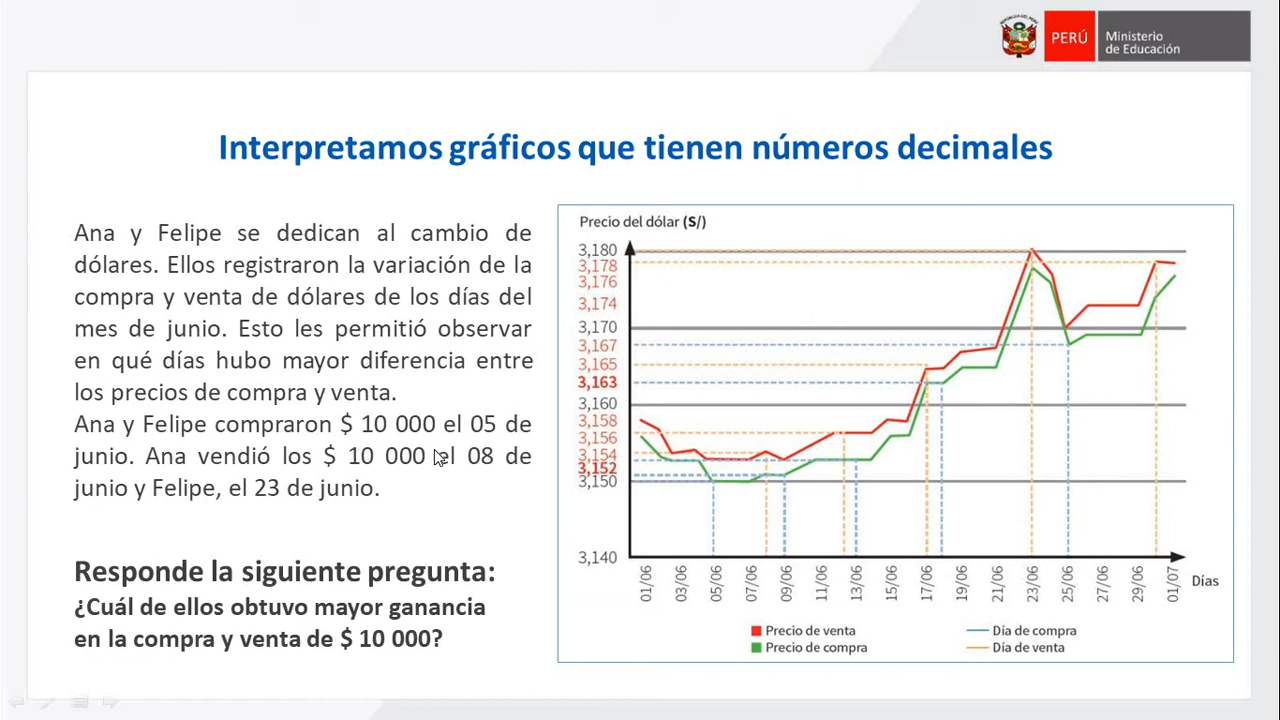 PERÚ
Ministerio
de Educación
Interpretamos gráficos que tienen números decimales
Ana y Felipe se dedican al cambio de
dólares. Ellos registraron la variación de la
compra y venta de dólares de los días del
mes de junio. Esto les permitió observar
en qué días hubo mayor diferencia entre
los precios de compra y venta.
Ana y Felipe compraron $ 10 000 el 05 de
junio. Ana vendió los $ 10 000 el 08 de
junio y Felipe, el 23 de junio.
Responde la siguiente pregunta:
¿Cuál de ellos obtuvo mayor ganancia
en la compra y venta de $ 10 000?
Precio del dólar (S/)
3,180
3,178
3,176
3,174
3,170
3,167
3,165
3,163
3,160
3,158
3,156
3,154
3,152
3,150
3,140
01/06
03/06
05/06
07/06
09/06
11/06
13/06
15/06
17/06
19/06
21/06
23/06
25/06
27/06
29/06
01/07
Días
Precio de venta
Precio de compra
Día de compra
Día de venta